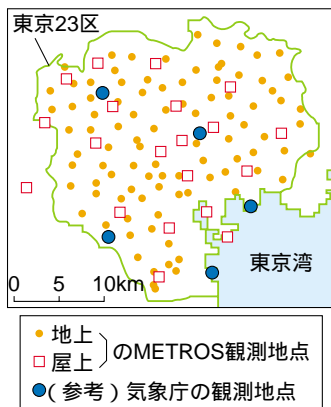 東京23区
東京湾
0 5 10km
地上
屋上
のMETROS観測地点
(参考)気象庁の観測地点